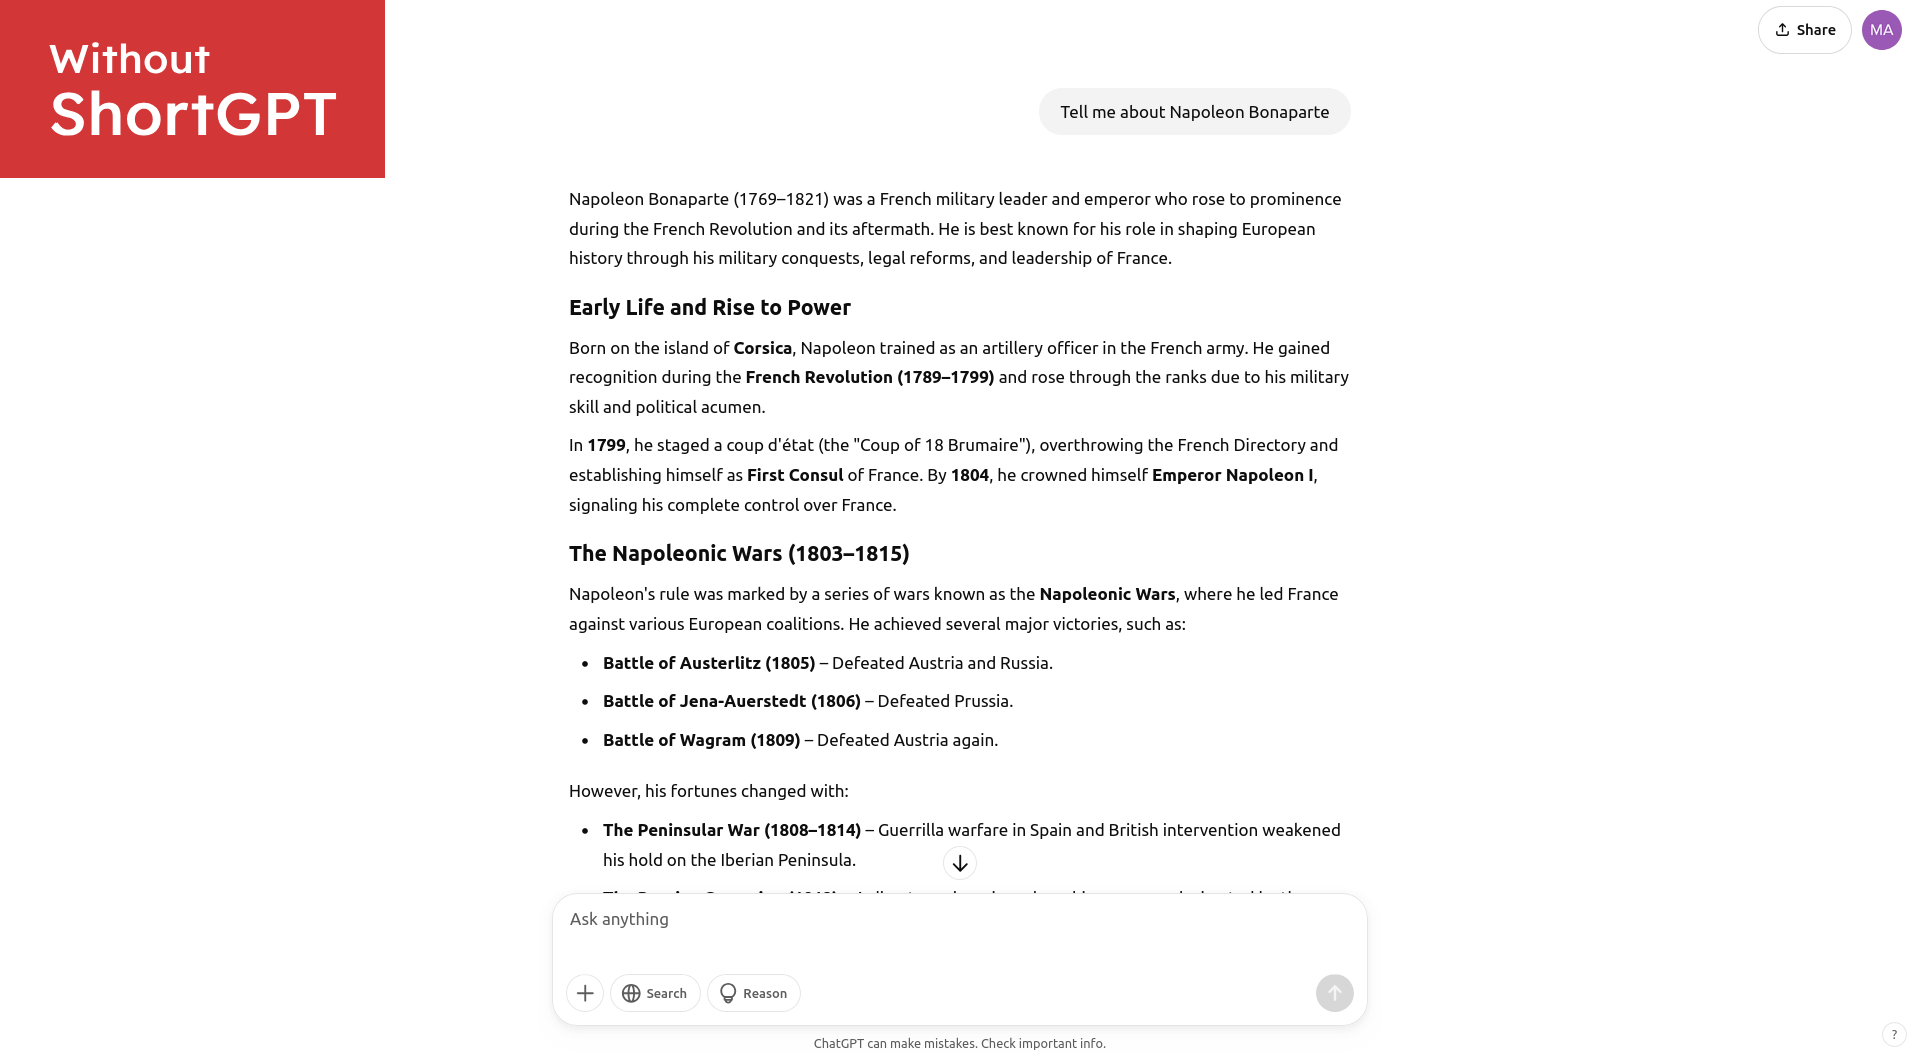 Without
ShortGPT
Share
MA
Tell me about Napoleon Bonaparte
Napoleon Bonaparte (1769–1821) was a French military leader and emperor who rose to prominence
during the French Revolution and its aftermath. He is best known for his role in shaping European
history through his military conquests, legal reforms, and leadership of France.
Early Life and Rise to Power
Born on the island of Corsica, Napoleon trained as an artillery officer in the French army. He gained
recognition during the French Revolution (1789–1799) and rose through the ranks due to his military
skill and political acumen.
In 1799, he staged a coup d'état (the "Coup of 18 Brumaire"), overthrowing the French Directory and
establishing himself as First Consul of France. By 1804, he crowned himself Emperor Napoleon I,
signaling his complete control over France.
The Napoleonic Wars (1803–1815)
Napoleon's rule was marked by a series of wars known as the Napoleonic Wars, where he led France
against various European coalitions. He achieved several major victories, such as:
• Battle of Austerlitz (1805) – Defeated Austria and Russia.
• Battle of Jena-Auerstedt (1806) – Defeated Prussia.
• Battle of Wagram (1809) – Defeated Austria again.
However, his fortunes changed with:
• The Peninsular War (1808–1814) – Guerrilla warfare in Spain and British intervention weakened
his hold on the Iberian Peninsula.
Ask anything
Search
Reason
ChatGPT can make mistakes. Check important info.
?